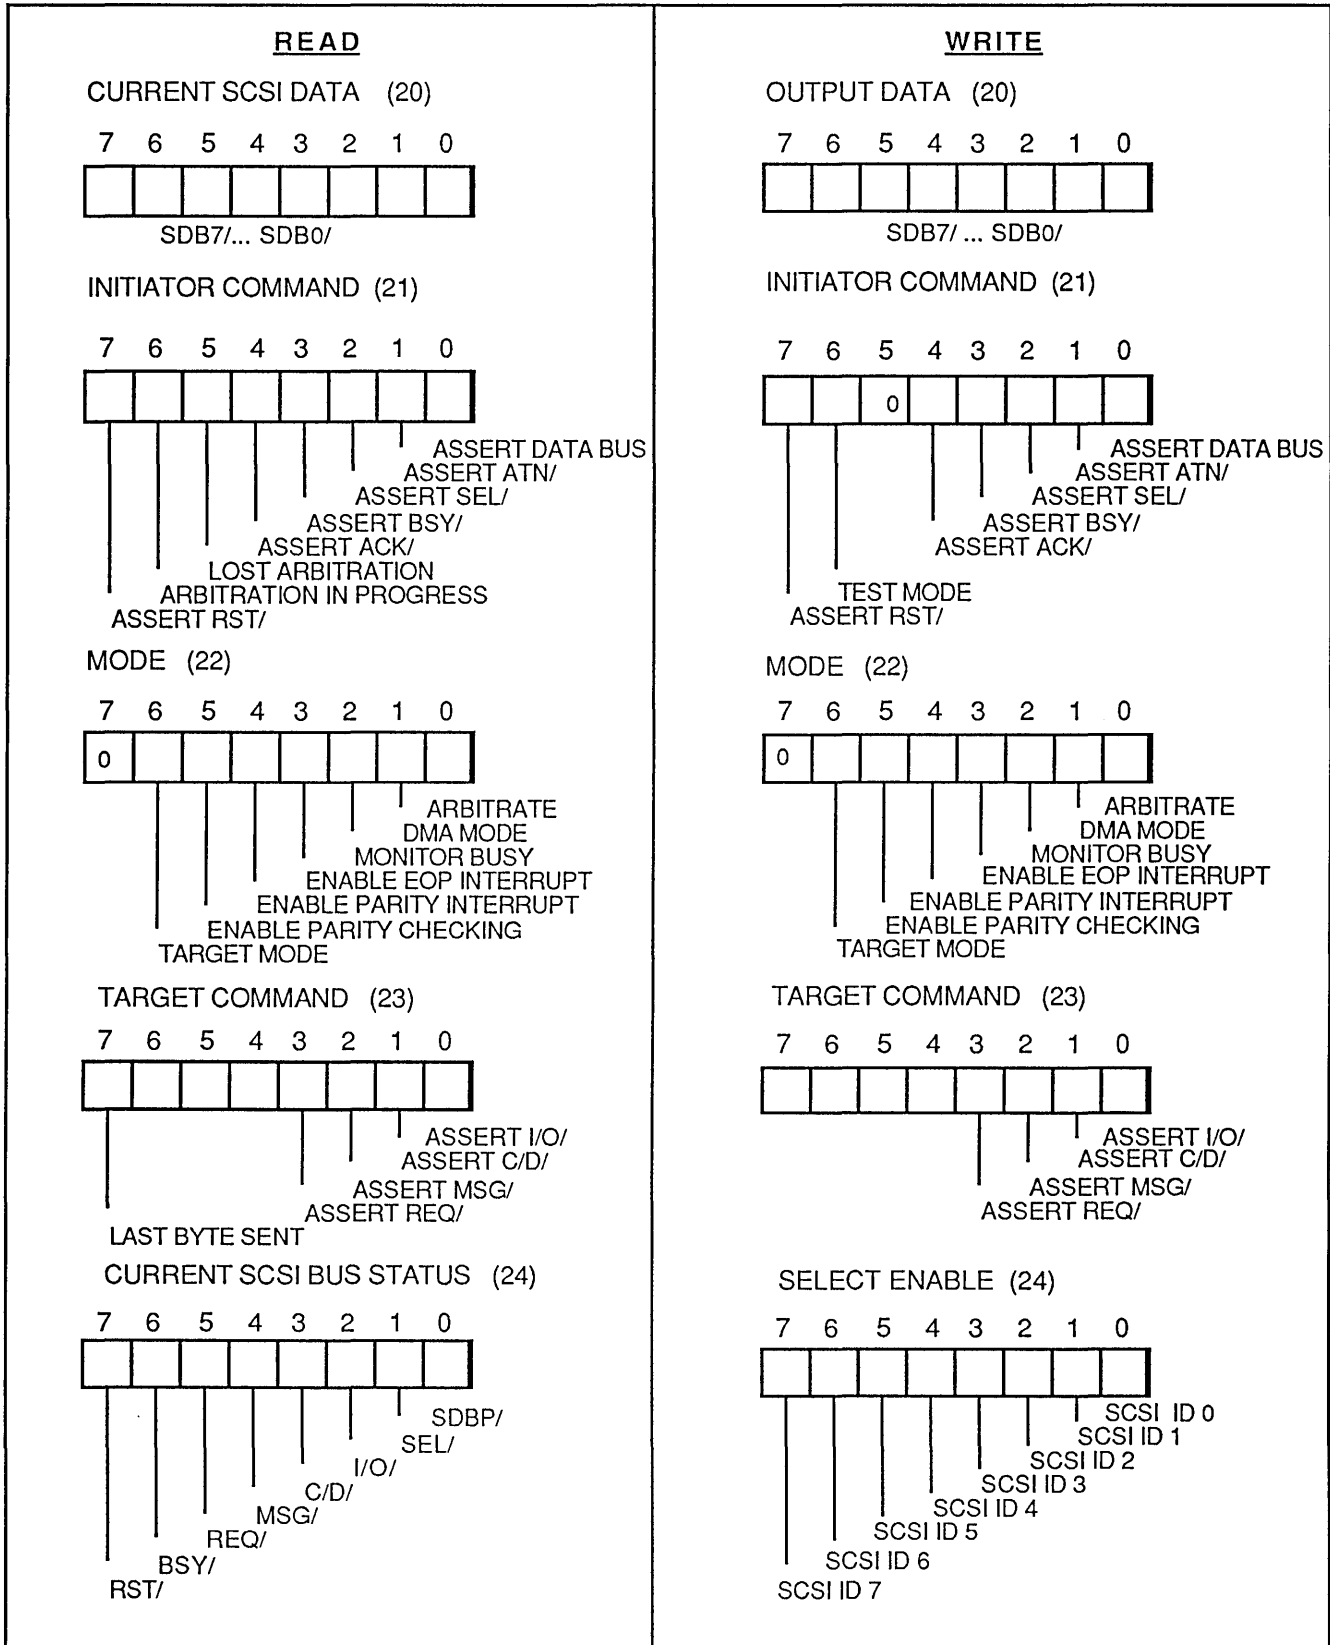 READ
CURRENT SCSI DATA (20)
7 6 5 4 3 2 1 0
SDB7/... SDB0/
INITIATOR COMMAND (21)
7 6 5 4 3 2 1 0
ASSERT DATA BUS
ASSERT ATN/
ASSERT SEL/
ASSERT BSY/
ASSERT ACK/
LOST ARBITRATION
ARBITRATION IN PROGRESS
ASSERT RST/
MODE (22)
7 6 5 4 3 2 1 0
0
ARBITRATE
DMA MODE
MONITOR BUSY
ENABLE EOP INTERRUPT
ENABLE PARITY INTERRUPT
ENABLE PARITY CHECKING
TARGET MODE
TARGET COMMAND (23)
7 6 5 4 3 2 1 0
ASSERT I/O/
ASSERT C/D/
ASSERT MSG/
ASSERT REQ/
LAST BYTE SENT
CURRENT SCSI BUS STATUS (24)
7 6 5 4 3 2 1 0
SDBP/
SEL/
I/O/
C/D/
MSG/
REQ/
BSY/
RST/
WRITE
OUTPUT DATA (20)
7 6 5 4 3 2 1 0
SDB7/ ... SDB0/
INITIATOR COMMAND (21)
7 6 5 4 3 2 1 0
0
ASSERT DATA BUS
ASSERT ATN/
ASSERT SEL/
ASSERT BSY/
ASSERT ACK/
TEST MODE
ASSERT RST/
MODE (22)
7 6 5 4 3 2 1 0
0
ARBITRATE
DMA MODE
MONITOR BUSY
ENABLE EOP INTERRUPT
ENABLE PARITY INTERRUPT
ENABLE PARITY CHECKING
TARGET MODE
TARGET COMMAND (23)
7 6 5 4 3 2 1 0
ASSERT I/O/
ASSERT C/D/
ASSERT MSG/
ASSERT REQ/
SELECT ENABLE (24)
7 6 5 4 3 2 1 0
SCSI ID 0
SCSI ID 1
SCSI ID 2
SCSI ID 3
SCSI ID 4
SCSI ID 5
SCSI ID 6
SCSI ID 7